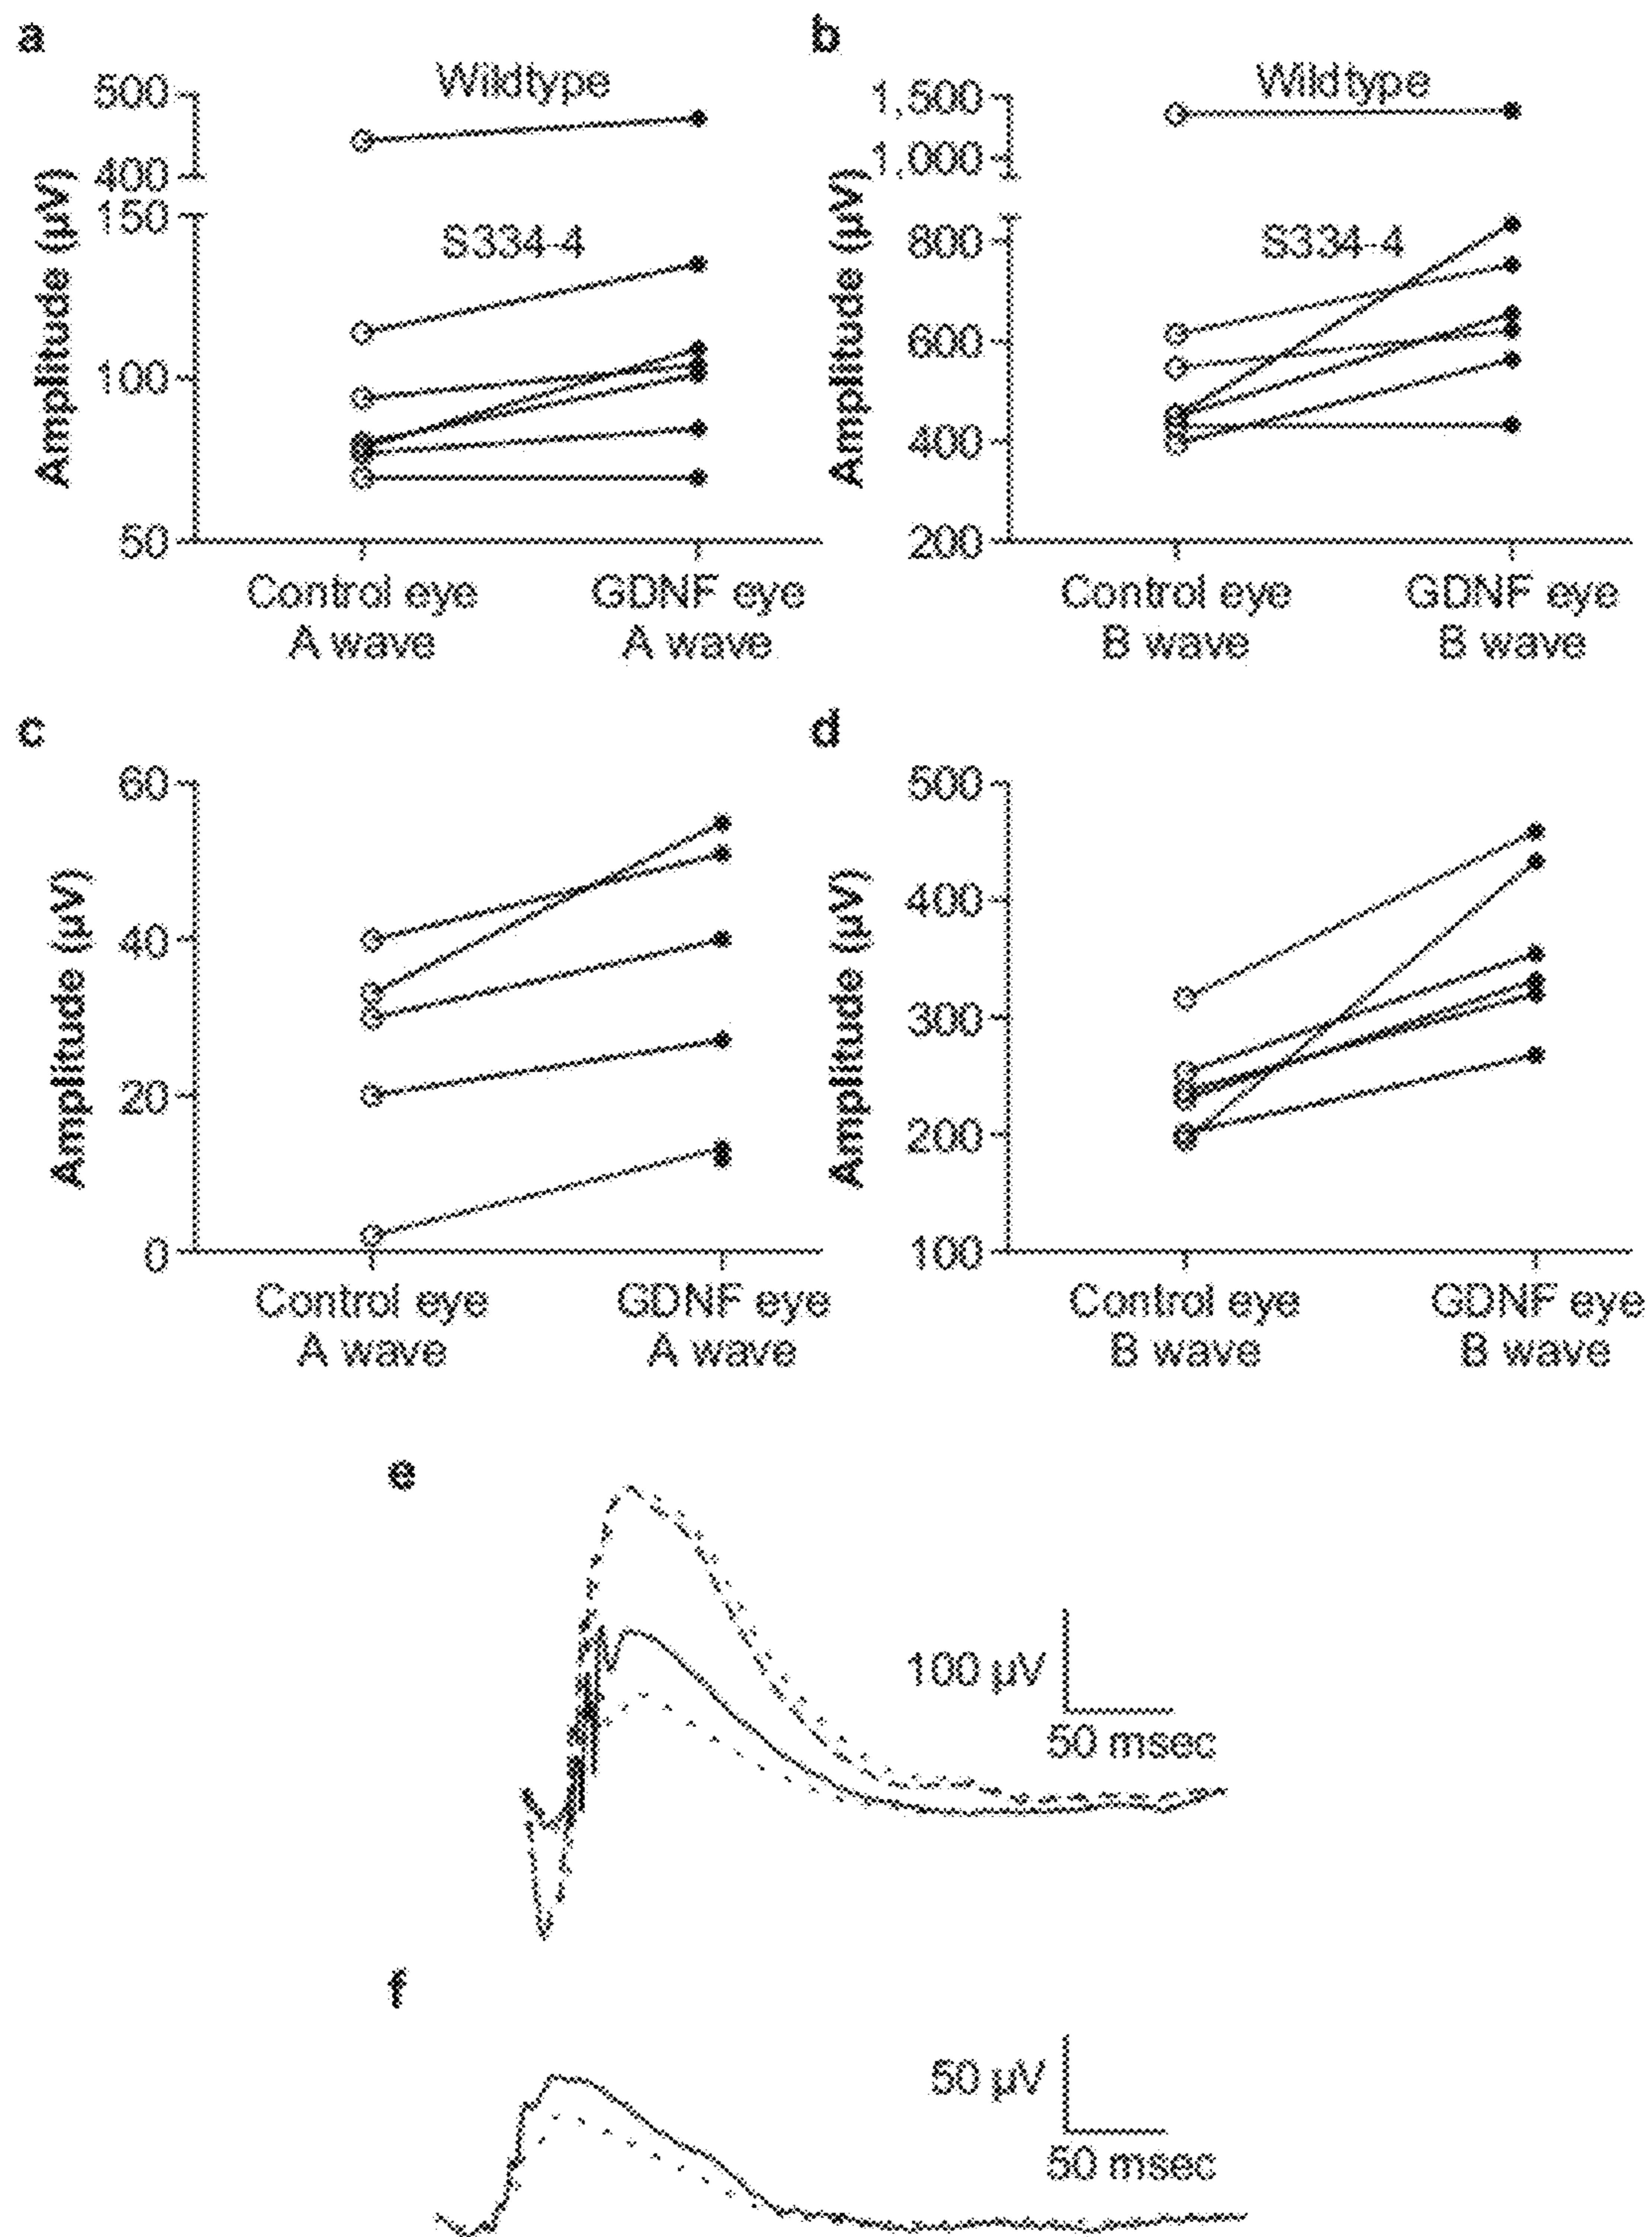 a
Wildtype
500
400
150
S334-4
100
50
Amplitude (µV)
Control eye
A wave
GDNF eye
A wave
b
Wildtype
1,500
1,000
S334-4
800
600
400
200
Amplitude (µV)
Control eye
B wave
GDNF eye
B wave
c
60
40
20
0
Amplitude (µV)
Control eye
A wave
GDNF eye
A wave
d
500
400
300
200
100
Amplitude (µV)
Control eye
B wave
GDNF eye
B wave
e
100 µV
50 msec
f
50 µV
50 msec